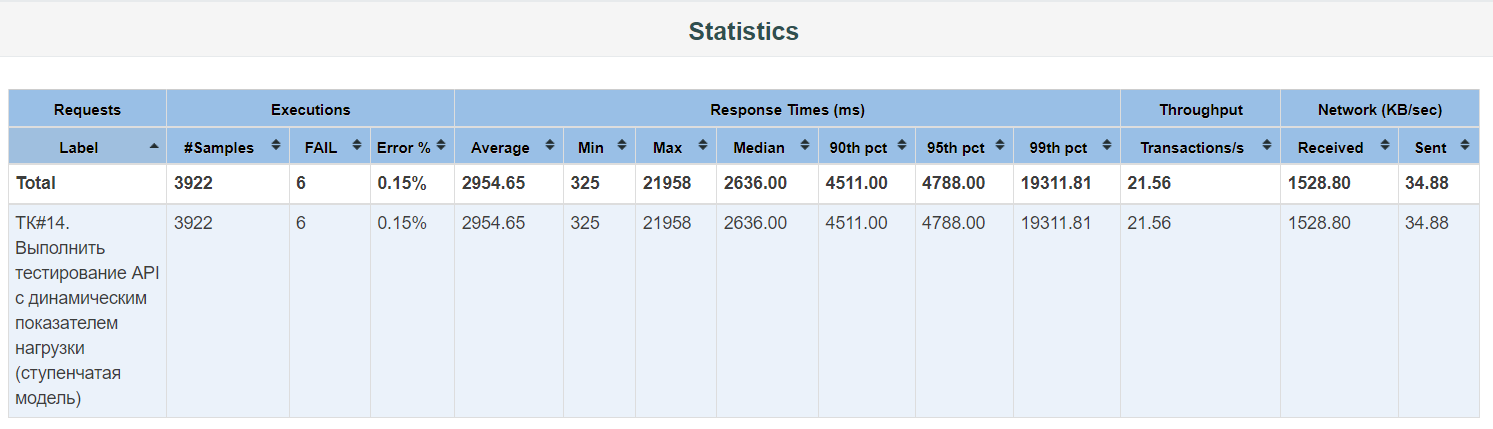 Statistics
Requests Executions Response Times (ms) Throughput Network (KB/sec)
Label #Samples FAIL Error % Average Min Max Median 90th pct 95th pct 99th pct Transactions/s Received Sent
Total 3922 6 0.15% 2954.65 325 21958 2636.00 4511.00 4788.00 19311.81 21.56 1528.80 34.88
ТК#14. 3922 6 0.15% 2954.65 325 21958 2636.00 4511.00 4788.00 19311.81 21.56 1528.80 34.88
Выполнить
тестирование API
с динамическим
показателем
нагрузки
(ступенчатая
модель)